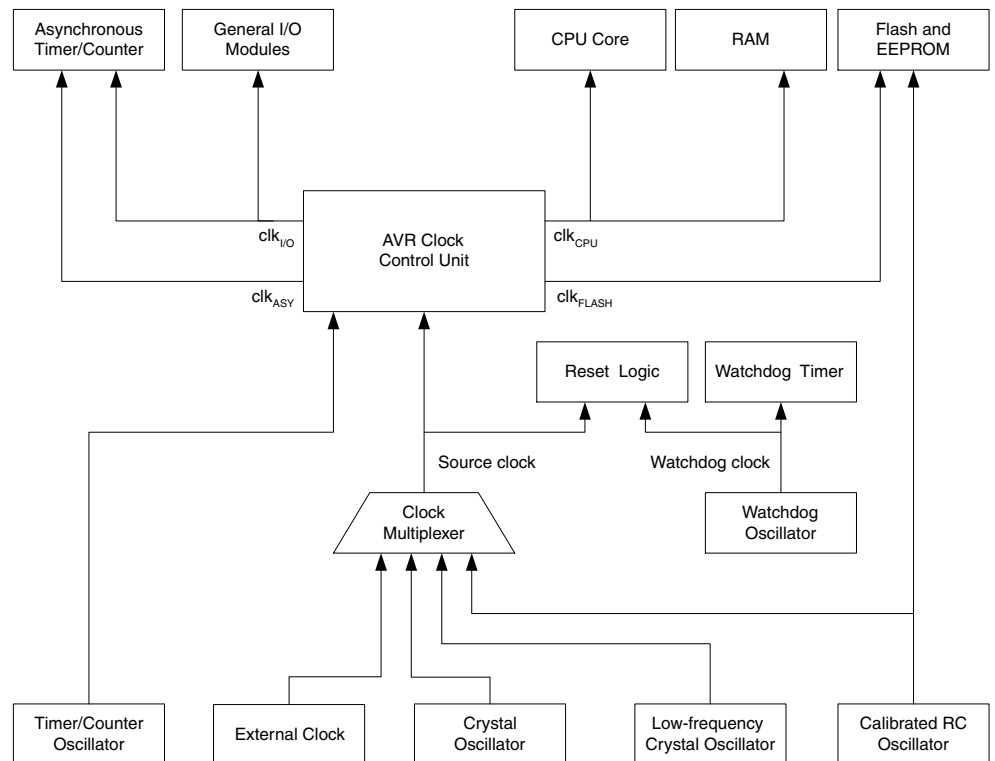 Asynchronous
Timer/Counter
General I/O
Modules
CPU Core
RAM
Flash and
EEPROM
clkI/O
AVR Clock
Control Unit
clkCPU
clkASY
clkFLASH
Reset Logic
Watchdog Timer
Source clock
Watchdog clock
Clock
Multiplexer
Watchdog
Oscillator
Timer/Counter
Oscillator
External Clock
Crystal
Oscillator
Low-frequency
Crystal Oscillator
Calibrated RC
Oscillator